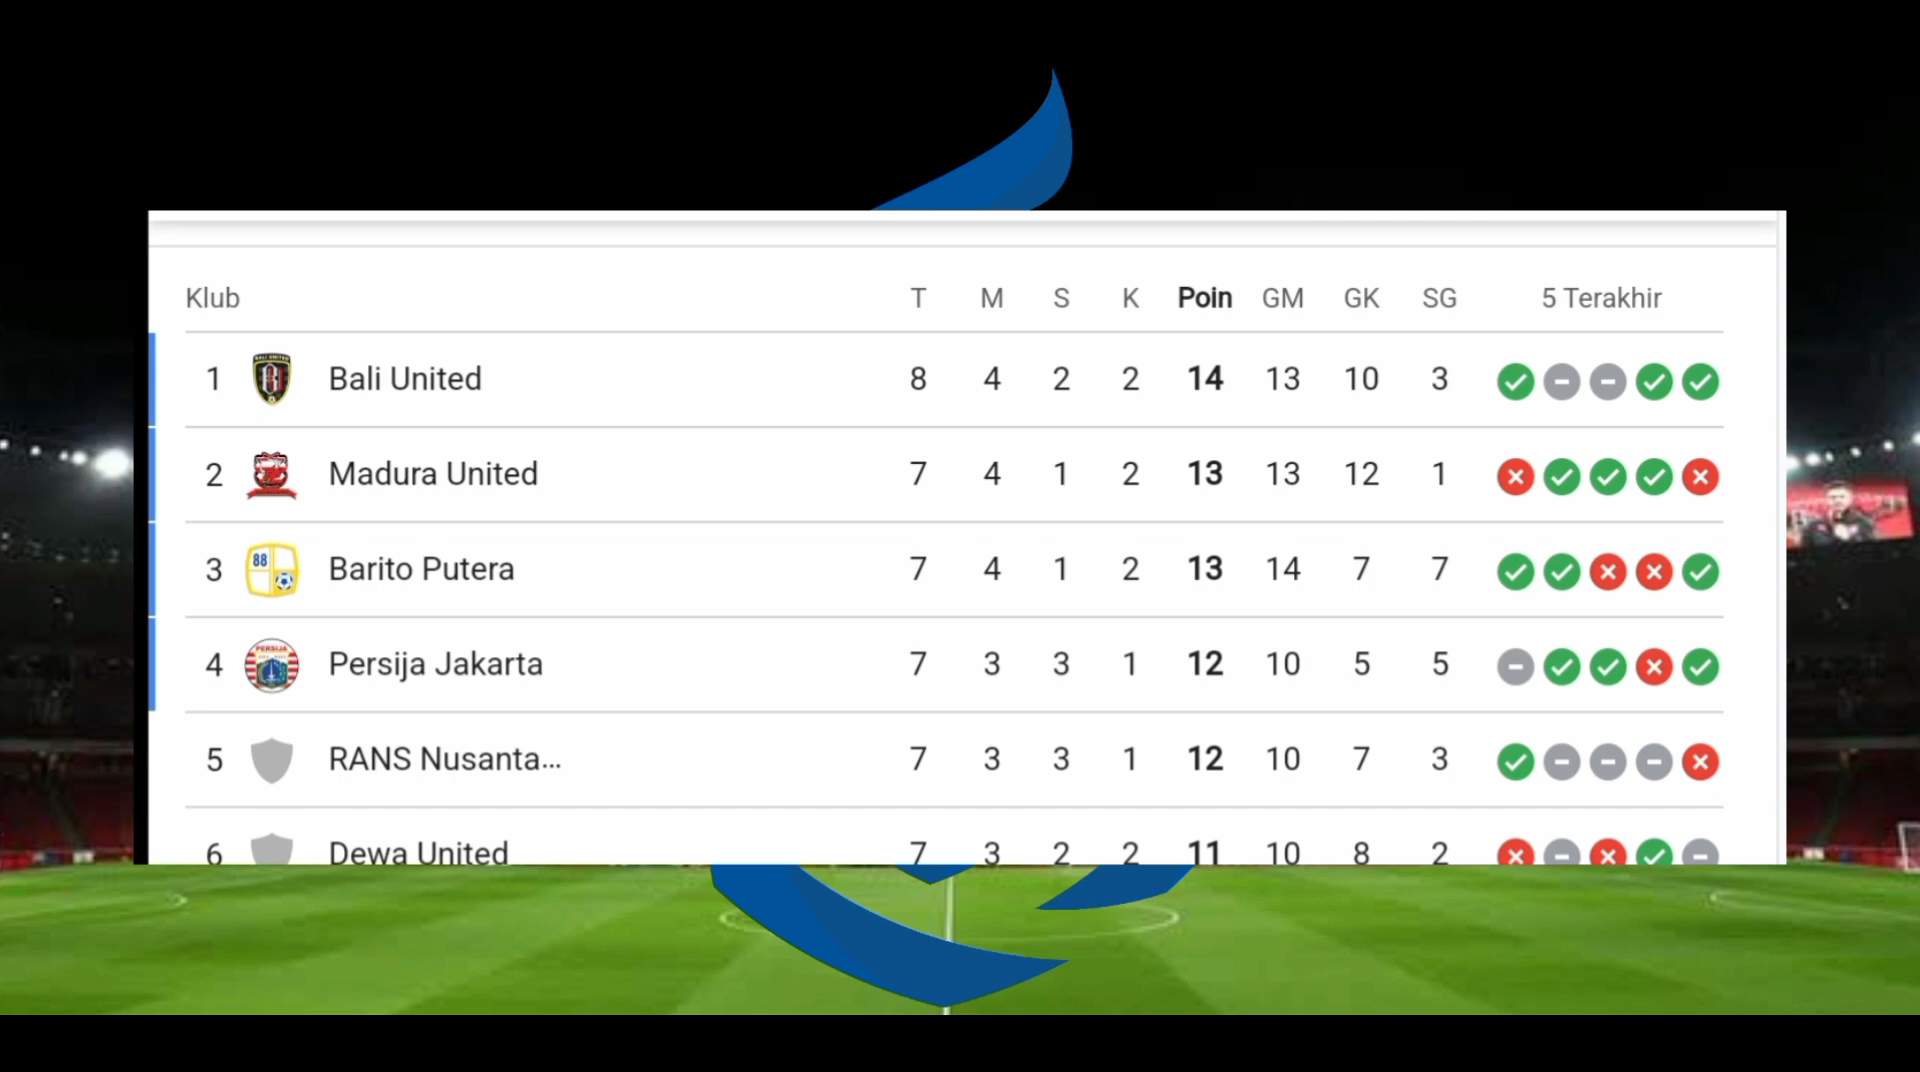 Klub T M S K Poin GM GK SG 5 Terakhir
1 Bali United 8 4 2 2 14 13 10 3
2 Madura United 7 4 1 2 13 13 12 1
3 88 Barito Putera 7 4 1 2 13 14 7 7
4 PERSIJA Persija Jakarta 7 3 3 1 12 10 5 5
5 RANS Nusanta... 7 3 3 1 12 10 7 3
6 Dewa United 7 3 2 2 11 10 8 2